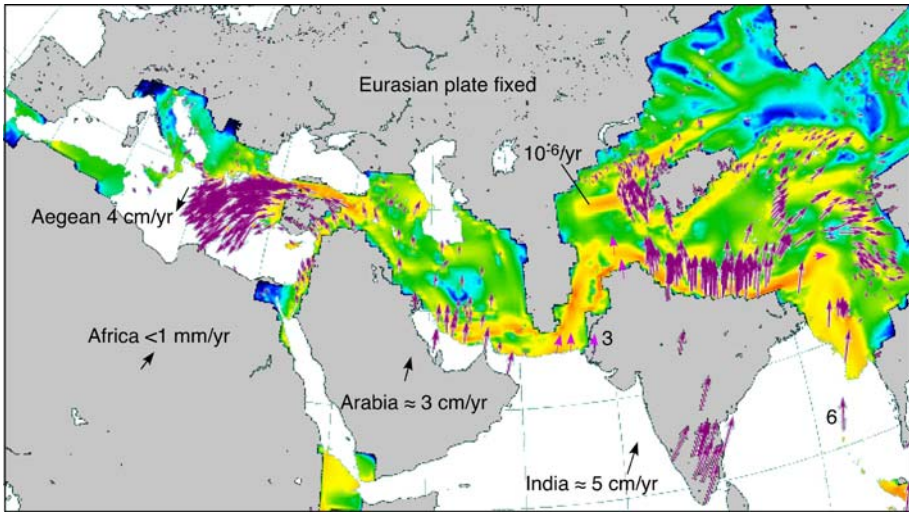 Eurasian plate fixed
10⁻⁶/yr
Aegean 4 cm/yr
Africa <1 mm/yr
3
Arabia ≈ 3 cm/yr
6
India ≈ 5 cm/yr